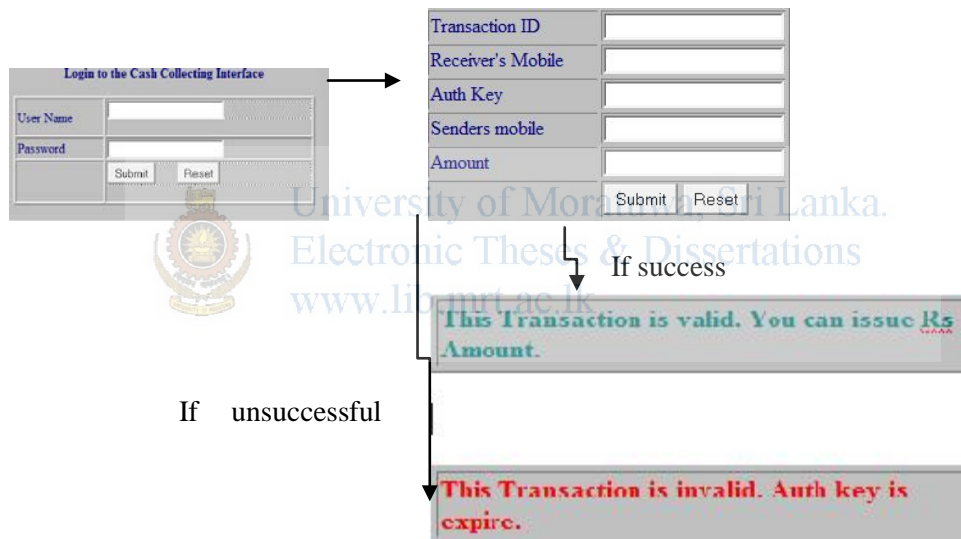 Login to the Cash Collecting Interface
User Name
Password
Submit Reset
Transaction ID
Receiver's Mobile
Auth Key
Senders mobile
Amount
Submit Reset
University of Moratuwa, Sri Lanka.
Electronic Theses & Dissertations
www.lib.mrt.ac.lk
If success
This Transaction is valid. You can issue Rs
Amount.
If unsuccessful
This Transaction is invalid. Auth key is
expire.